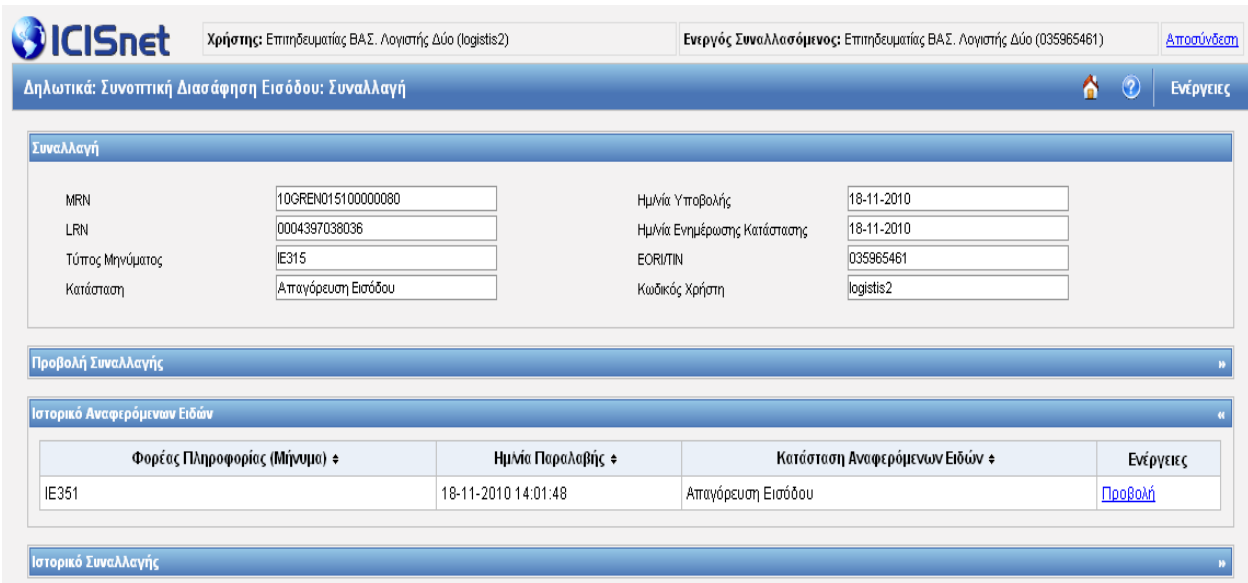 ICISnet
Χρήστης: Επιτηδευματίας ΒΑΣ. Λογιστής Δύο (logistis2)
Ενεργός Συναλλασόμενος: Επιτηδευματίας ΒΑΣ. Λογιστής Δύο (035965461)
Αποσύνδεση
Δηλωτικά: Συνοπτική Διασάφηση Εισόδου: Συναλλαγή
Ενέργειες
Συναλλαγή
MRN 10GREN015100000080 Ημ/νία Υποβολής 18-11-2010
LRN 0004397038036 Ημ/νία Ενημέρωσης Κατάστασης 18-11-2010
Τύπος Μηνύματος IE315 EORI/TIN 035965461
Κατάσταση Απαγόρευση Εισόδου Κωδικός Χρήστη logistis2
Προβολή Συναλλαγής »
Ιστορικό Αναφερόμενων Ειδών «
Φορέας Πληροφορίας (Μήνυμα) Ημ/νία Παραλαβής Κατάσταση Αναφερόμενων Ειδών Ενέργειες
IE351 18-11-2010 14:01:48 Απαγόρευση Εισόδου Προβολή
Ιστορικό Συναλλαγής »